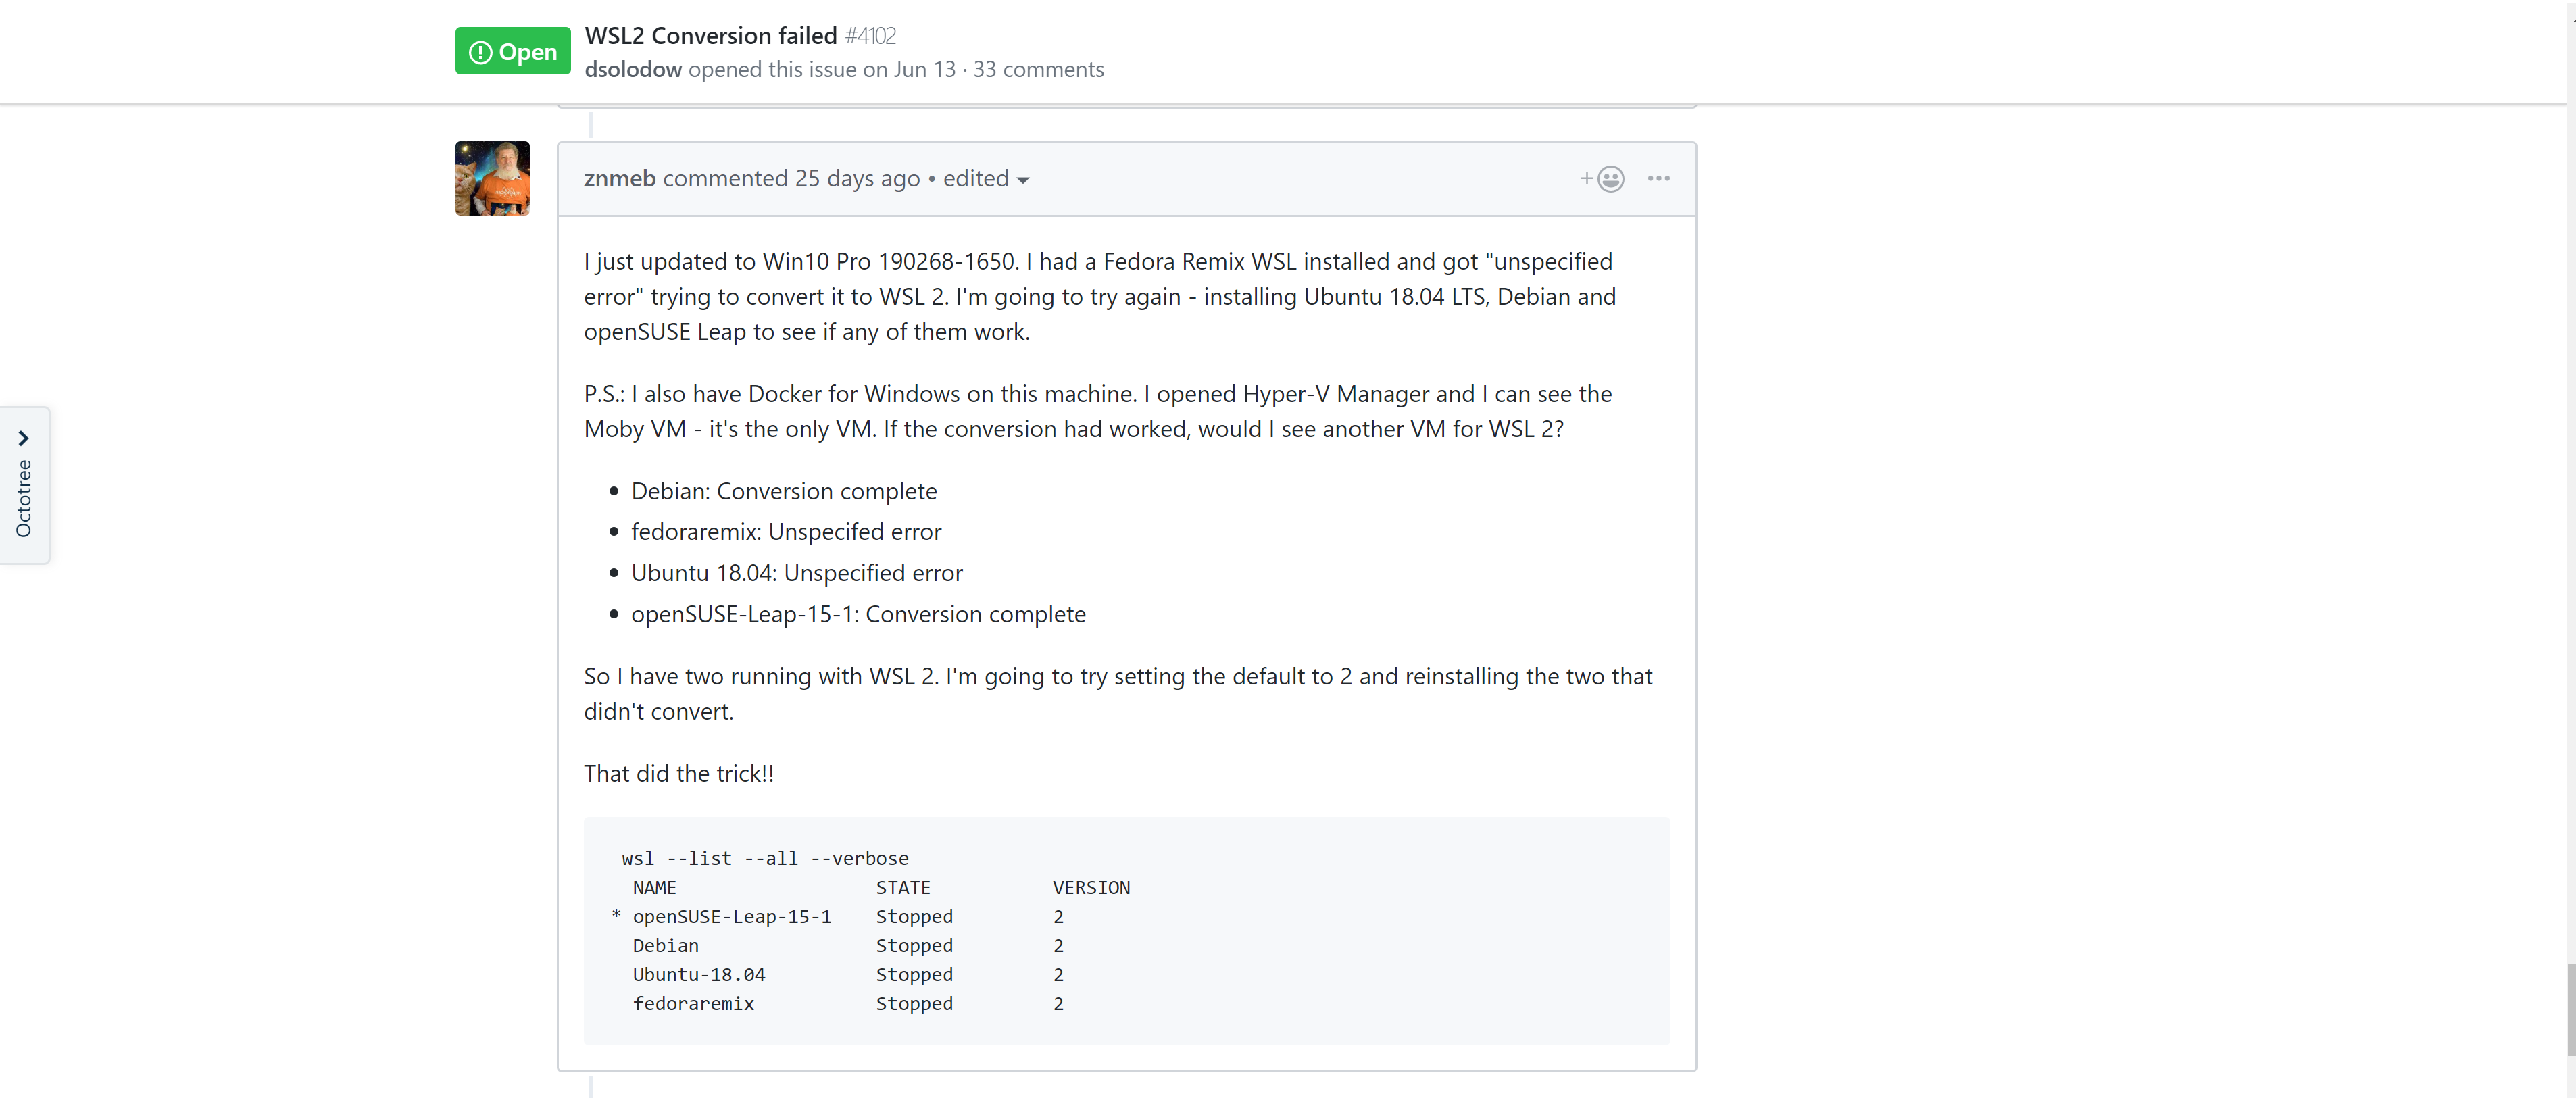 Open
WSL2 Conversion failed #4102
dsolodow opened this issue on Jun 13 · 33 comments
znmeb commented 25 days ago • edited
I just updated to Win10 Pro 190268-1650. I had a Fedora Remix WSL installed and got "unspecified
error" trying to convert it to WSL 2. I'm going to try again - installing Ubuntu 18.04 LTS, Debian and
openSUSE Leap to see if any of them work.
P.S.: I also have Docker for Windows on this machine. I opened Hyper-V Manager and I can see the
Moby VM - it's the only VM. If the conversion had worked, would I see another VM for WSL 2?
• Debian: Conversion complete
• fedoraremix: Unspecifed error
• Ubuntu 18.04: Unspecified error
• openSUSE-Leap-15-1: Conversion complete
So I have two running with WSL 2. I'm going to try setting the default to 2 and reinstalling the two that
didn't convert.
That did the trick!!
wsl --list --all --verbose
NAME STATE VERSION
* openSUSE-Leap-15-1 Stopped 2
Debian Stopped 2
Ubuntu-18.04 Stopped 2
fedoraremix Stopped 2
Octotree